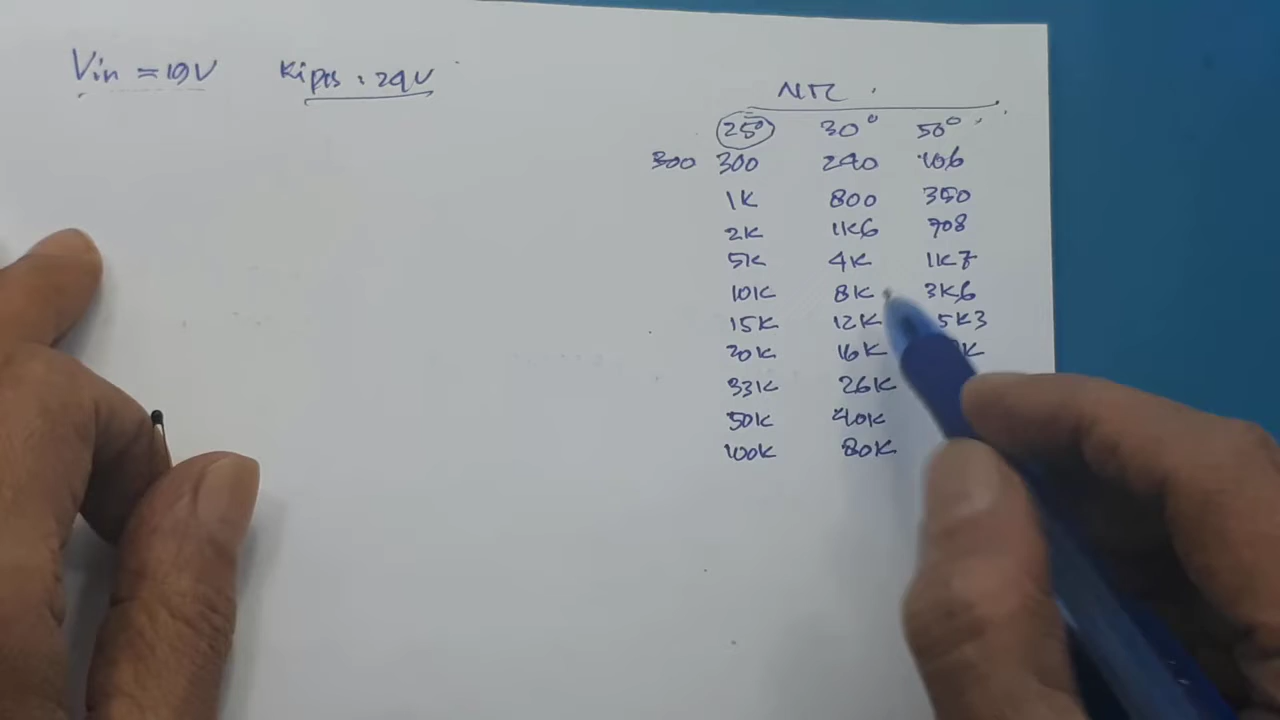 Vin = 19V Kipas : 24V
NTC
25° 30° 50°
300 300 240 106
1K 800 350
2K 1K6 708
5K 4K 1K7
10K 8K 3K6
15K 12K 5K3
20K 16K K
33K 26K
50K 40K
100K 80K